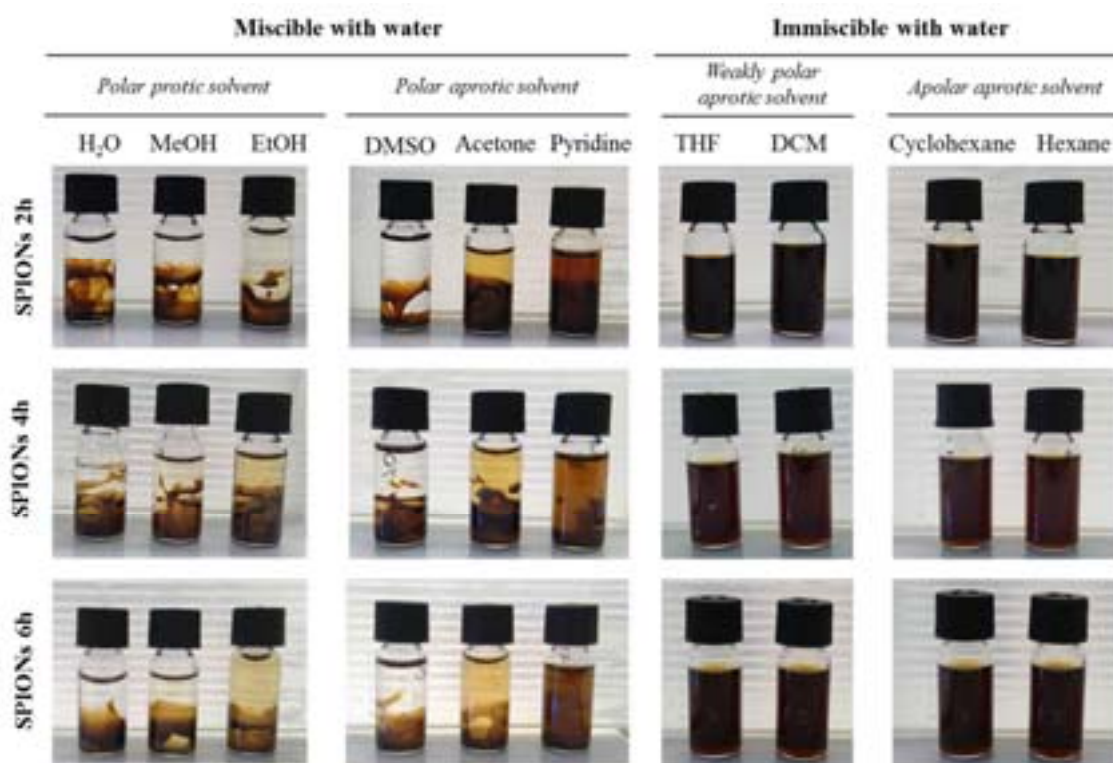 Miscible with water
Immiscible with water
Polar protic solvent
Polar aprotic solvent
Weakly polar
aprotic solvent
Apolar aprotic solvent
H₂O MeOH EtOH
DMSO Acetone Pyridine
THF DCM
Cyclohexane Hexane
SPIONs 2h
SPIONs 4h
SPIONs 6h